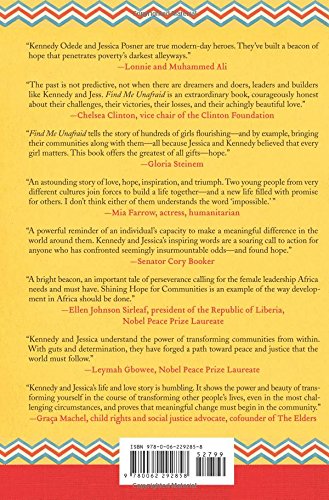 “Kennedy Odede and Jessica Posner are true modern-day heroes. They’ve built a beacon of
hope that penetrates poverty’s darkest alleyways.”
—Lonnie and Muhammed Ali
“The past is not predictive, not when there are dreamers and doers, leaders and builders
like Kennedy and Jess. Find Me Unafraid is an extraordinary book, courageously honest
about their challenges, their victories, their losses, and their achingly beautiful love.”
—Chelsea Clinton, vice chair of the Clinton Foundation
“Find Me Unafraid tells the story of hundreds of girls flourishing—and by example, bringing
their communities along with them—all because Jessica and Kennedy believed that every
girl matters. This book offers the greatest of all gifts—hope.”
—Gloria Steinem
“An astounding story of love, hope, inspiration, and triumph. Two young people from very
different cultures join forces to build a life together—and a new life filled with promise
for others. I don’t think either of them understands the word ‘impossible.’ ”
—Mia Farrow, actress, humanitarian
“A powerful reminder of an individual’s capacity to make a meaningful difference in the
world around them. Kennedy and Jessica’s inspiring words are a soaring call to action for
anyone who has confronted seemingly insurmountable odds—and found hope.”
—Senator Cory Booker
“A bright beacon, an important tale of perseverance calling for the female leadership Africa
needs and must have. Shining Hope for Communities is an example of the way develop-
ment in Africa should be done.”
—Ellen Johnson Sirleaf, president of the Republic of Liberia,
Nobel Peace Prize Laureate
“Kennedy and Jessica understand the power of transforming communities from within.
With guts and determination, they have forged a path toward peace and justice that the
world must follow.”
—Leymah Gbowee, Nobel Peace Prize Laureate
“Kennedy and Jessica’s life and love story is humbling. It shows the power and beauty of trans-
forming yourself in the course of transforming other people’s lives, even in the most chal-
lenging circumstances, and proves that meaningful change must begin in the community.”
—Graça Machel, child rights and social justice advocate, cofounder of The Elders
ISBN 978-0-06-229285-8
52799
9 780062 292858